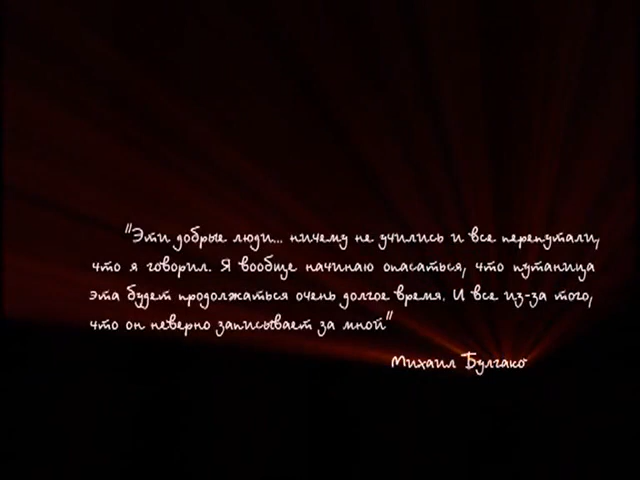 "Эти добрые люди... ничему не учились и все перепутали,
что я говорил. Я вообще начинаю опасаться, что путаница
эта будет продолжаться очень долгое время. И все из-за того,
что он неверно записывает за мной"
Михаил Булгако